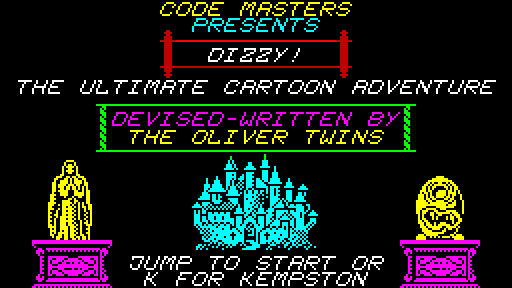 CODE MASTERS
PRESENTS
DIZZY!
THE ULTIMATE CARTOON ADVENTURE
DEVISED-WRITTEN BY
THE OLIVER TWINS
JUMP TO START OR
K FOR KEMPSTON